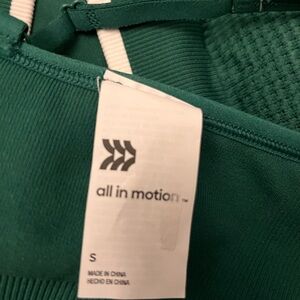 all in motion™
S
MADE IN CHINA
HECHO EN CHINA